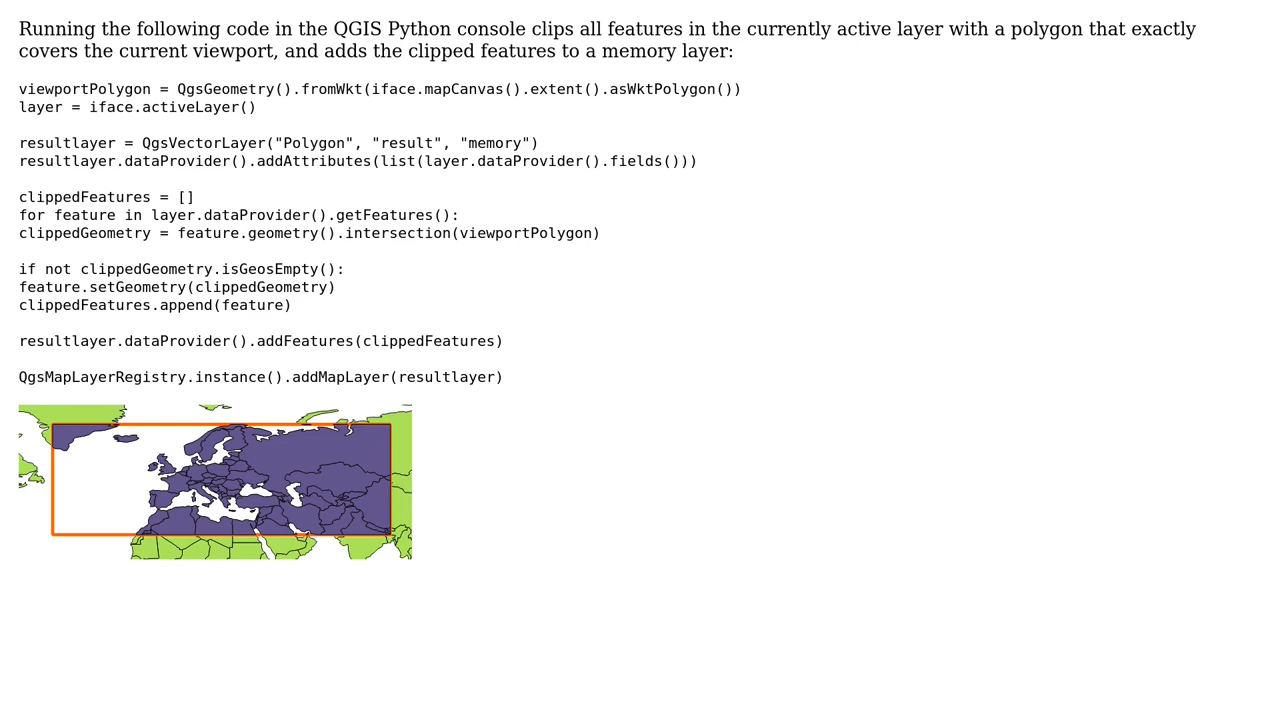 Running the following code in the QGIS Python console clips all features in the currently active layer with a polygon that exactly
covers the current viewport, and adds the clipped features to a memory layer:
viewportPolygon = QgsGeometry().fromWkt(iface.mapCanvas().extent().asWktPolygon())
layer = iface.activeLayer()
resultlayer = QgsVectorLayer("Polygon", "result", "memory")
resultlayer.dataProvider().addAttributes(list(layer.dataProvider().fields()))
clippedFeatures = []
for feature in layer.dataProvider().getFeatures():
clippedGeometry = feature.geometry().intersection(viewportPolygon)
if not clippedGeometry.isGeosEmpty():
feature.setGeometry(clippedGeometry)
clippedFeatures.append(feature)
resultlayer.dataProvider().addFeatures(clippedFeatures)
QgsMapLayerRegistry.instance().addMapLayer(resultlayer)